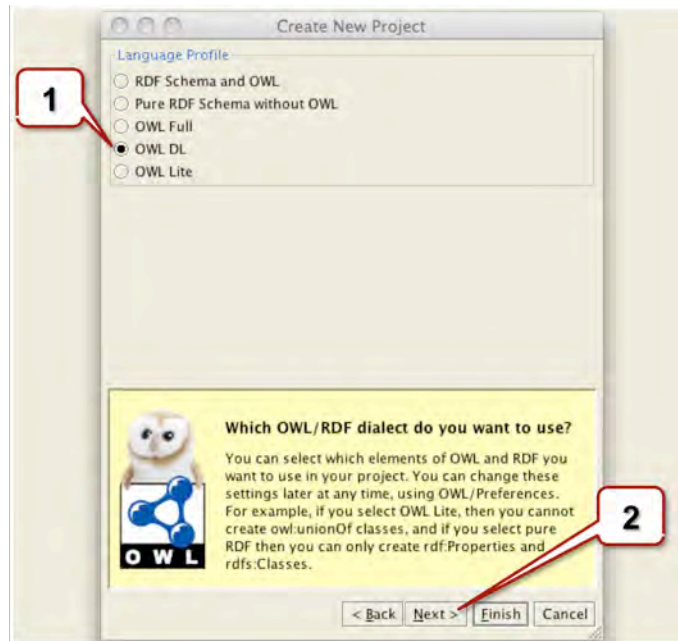 Create New Project
Language Profile
RDF Schema and OWL
1
Pure RDF Schema without OWL
OWL Full
OWL DL
OWL Lite
Which OWL/RDF dialect do you want to use?
You can select which elements of OWL and RDF you
want to use in your project. You can change these
settings later at any time, using OWL/Preferences.
For example, if you select OWL Lite, then you cannot
create owl:unionOf classes, and if you select pure
RDF then you can only create rdf:Properties and
rdfs:Classes.
OWL
2
< Back Next > Finish Cancel